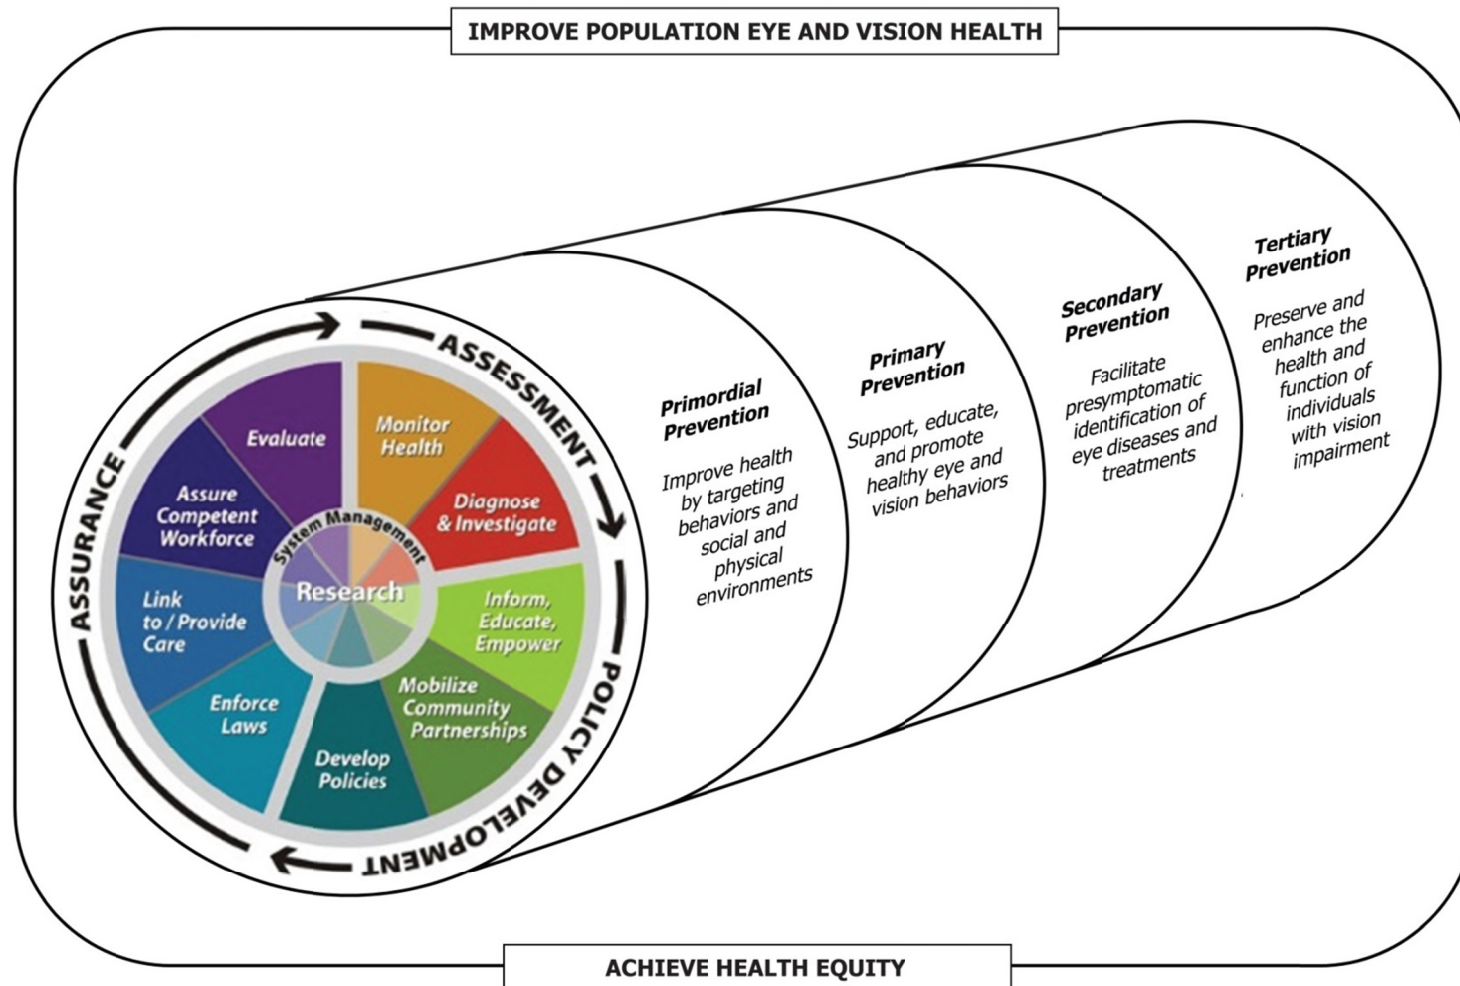 IMPROVE POPULATION EYE AND VISION HEALTH
ASSESSMENT
POLICY DEVELOPMENT
ASSURANCE
Evaluate
Monitor
Health
Diagnose
& Investigate
Inform,
Educate,
Empower
Mobilize
Community
Partnerships
Develop
Policies
Enforce
Laws
Link
to / Provide
Care
Assure
Competent
Workforce
System Management
Research
Primordial
Prevention
Improve health
by targeting
behaviors and
social and
physical
environments
Primary
Prevention
Support, educate,
and promote
healthy eye and
vision behaviors
Secondary
Prevention
Facilitate
presymptomatic
identification of
eye diseases and
treatments
Tertiary
Prevention
Preserve and
enhance the
health and
function of
individuals
with vision
impairment
ACHIEVE HEALTH EQUITY